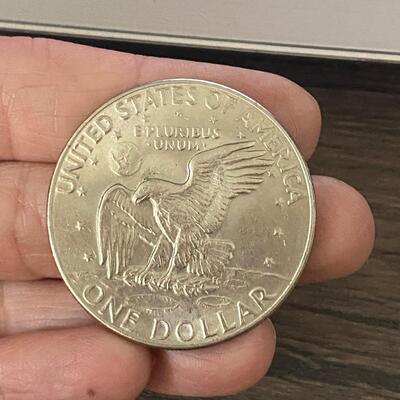 UNITED STATES OF AMERICA
E PLURIBUS
UNUM
ONE DOLLAR